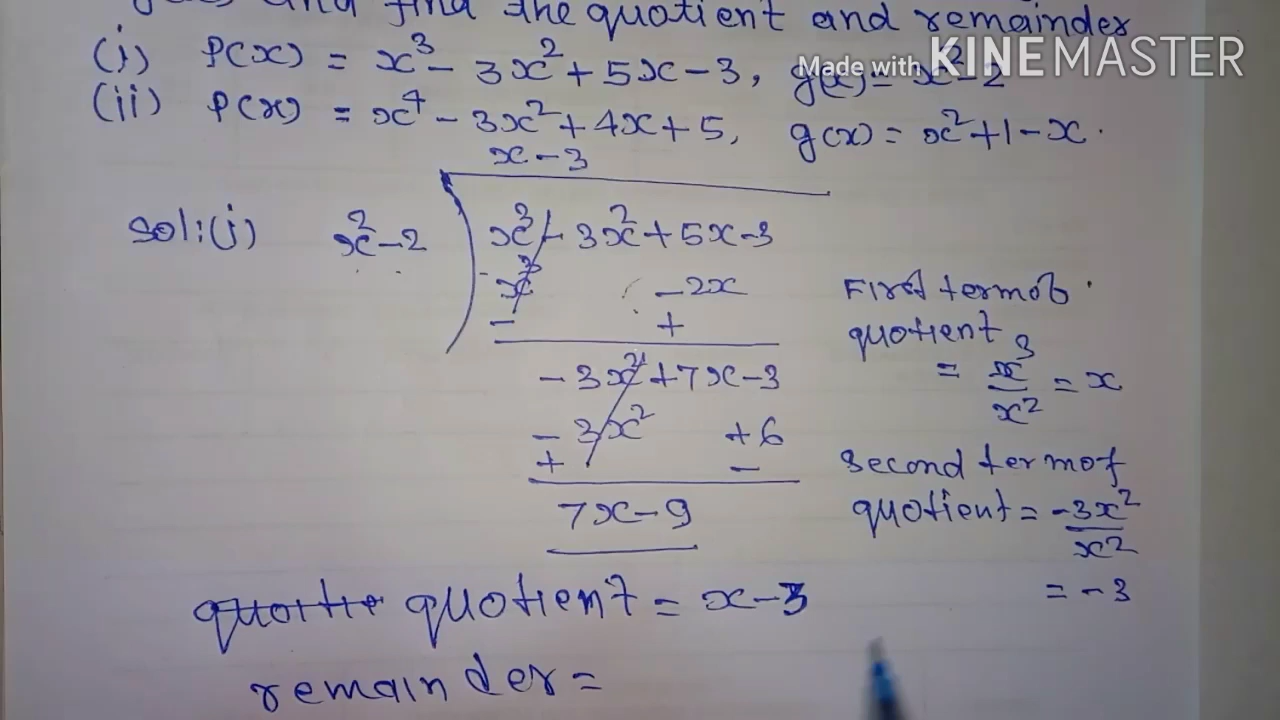 and find the quotient and remainder
(i) P(x) = x³ - 3x² + 5x - 3, g(x) = x² - 2
Made with KINEMASTER
(ii) P(x) = x⁴ - 3x² + 4x + 5, g(x) = x² + 1 - x.
x - 3
Sol:(i) x² - 2 x³ - 3x² + 5x - 3
x³ - 2x
- +
- 3x² + 7x - 3
- 3x² + 6
+ -
7x - 9
First term of
quotient
= x³/x² = x
Second term of
quotient = -3x²/x²
= -3
quotient = x - 3
remainder =